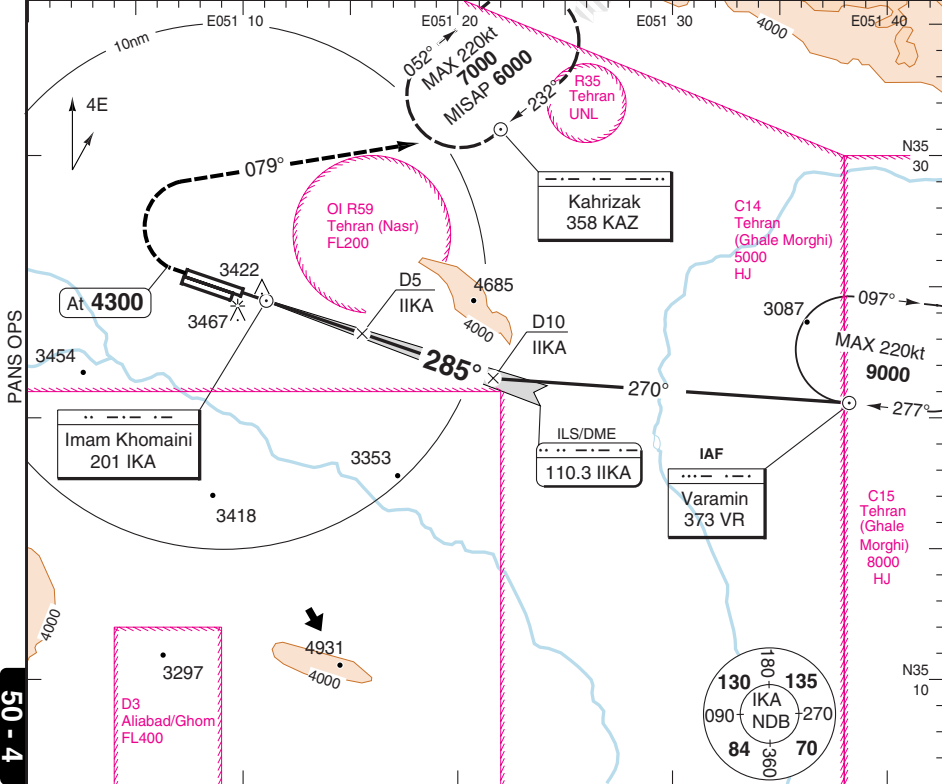 E051 10
E051 20
E051 30
E051 40
10nm
4000
052°
MAX 220kt
7000
MISAP 6000
232°
R35
Tehran
UNL
4E
N35
30
079°
Kahrizak
358 KAZ
OI R59
Tehran (Nasr)
FL200
C14
Tehran
(Ghale Morghi)
5000
HJ
3422
At 4300
3467
D5
IIKA
4685
4000
D10
IIKA
3087
097°
MAX 220kt
9000
277°
PANS OPS
3454
285°
270°
Imam Khomaini
201 IKA
ILS/DME
110.3 IIKA
IAF
Varamin
373 VR
3353
3418
C15
Tehran
(Ghale
Morghi)
8000
HJ
4000
4931
4000
3297
D3
Aliabad/Ghom
FL400
180
130
135
IKA
NDB
090
270
84
70
360
N35
10
50 - 4